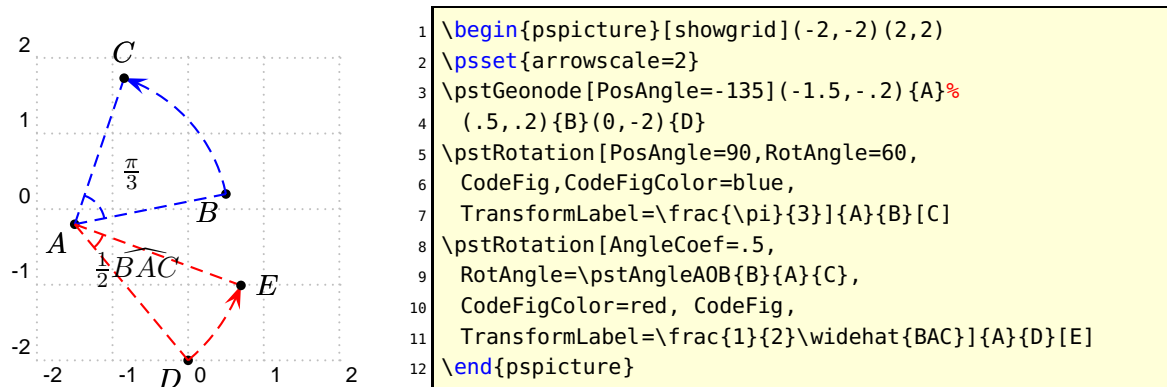 2
1
0
-1
-2
-2 -1 0 1 2
C
π/3
B
A
1/2 \widehat{BAC}
E
D
1 \begin{pspicture}[showgrid](-2,-2)(2,2)
2 \psset{arrowscale=2}
3 \pstGeonode[PosAngle=-135](-1.5,-.2){A}%
4 (.5,.2){B}(0,-2){D}
5 \pstRotation[PosAngle=90,RotAngle=60,
6 CodeFig,CodeFigColor=blue,
7 TransformLabel=\frac{\pi}{3}]{A}{B}[C]
8 \pstRotation[AngleCoef=.5,
9 RotAngle=\pstAngleAOB{B}{A}{C},
10 CodeFigColor=red, CodeFig,
11 TransformLabel=\frac{1}{2}\widehat{BAC}]{A}{D}[E]
12 \end{pspicture}